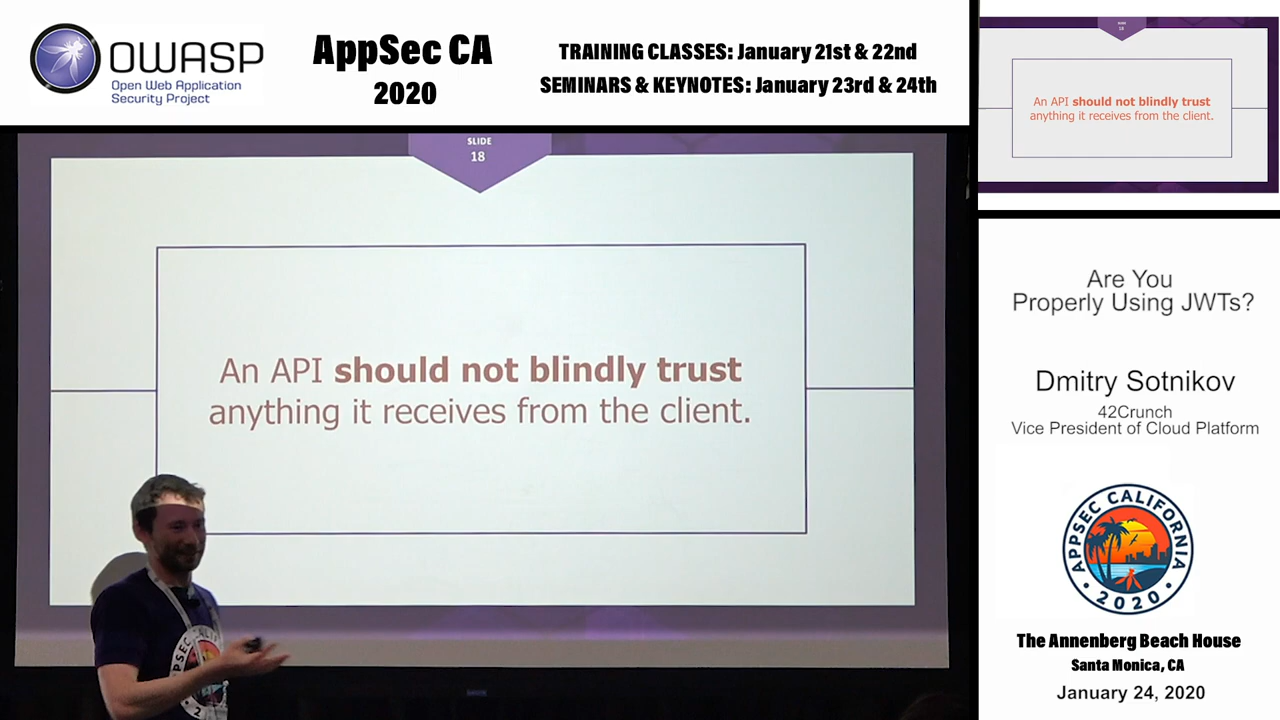 OWASP
Open Web Application
Security Project
AppSec CA
2020
TRAINING CLASSES: January 21st & 22nd
SEMINARS & KEYNOTES: January 23rd & 24th
SLIDE
18
An API should not blindly trust
anything it receives from the client.
SLIDE
18
An API should not blindly trust
anything it receives from the client.
Are You
Properly Using JWTs?
Dmitry Sotnikov
42Crunch
Vice President of Cloud Platform
APPSEC CALIFORNIA
2020
The Annenberg Beach House
Santa Monica, CA
January 24, 2020